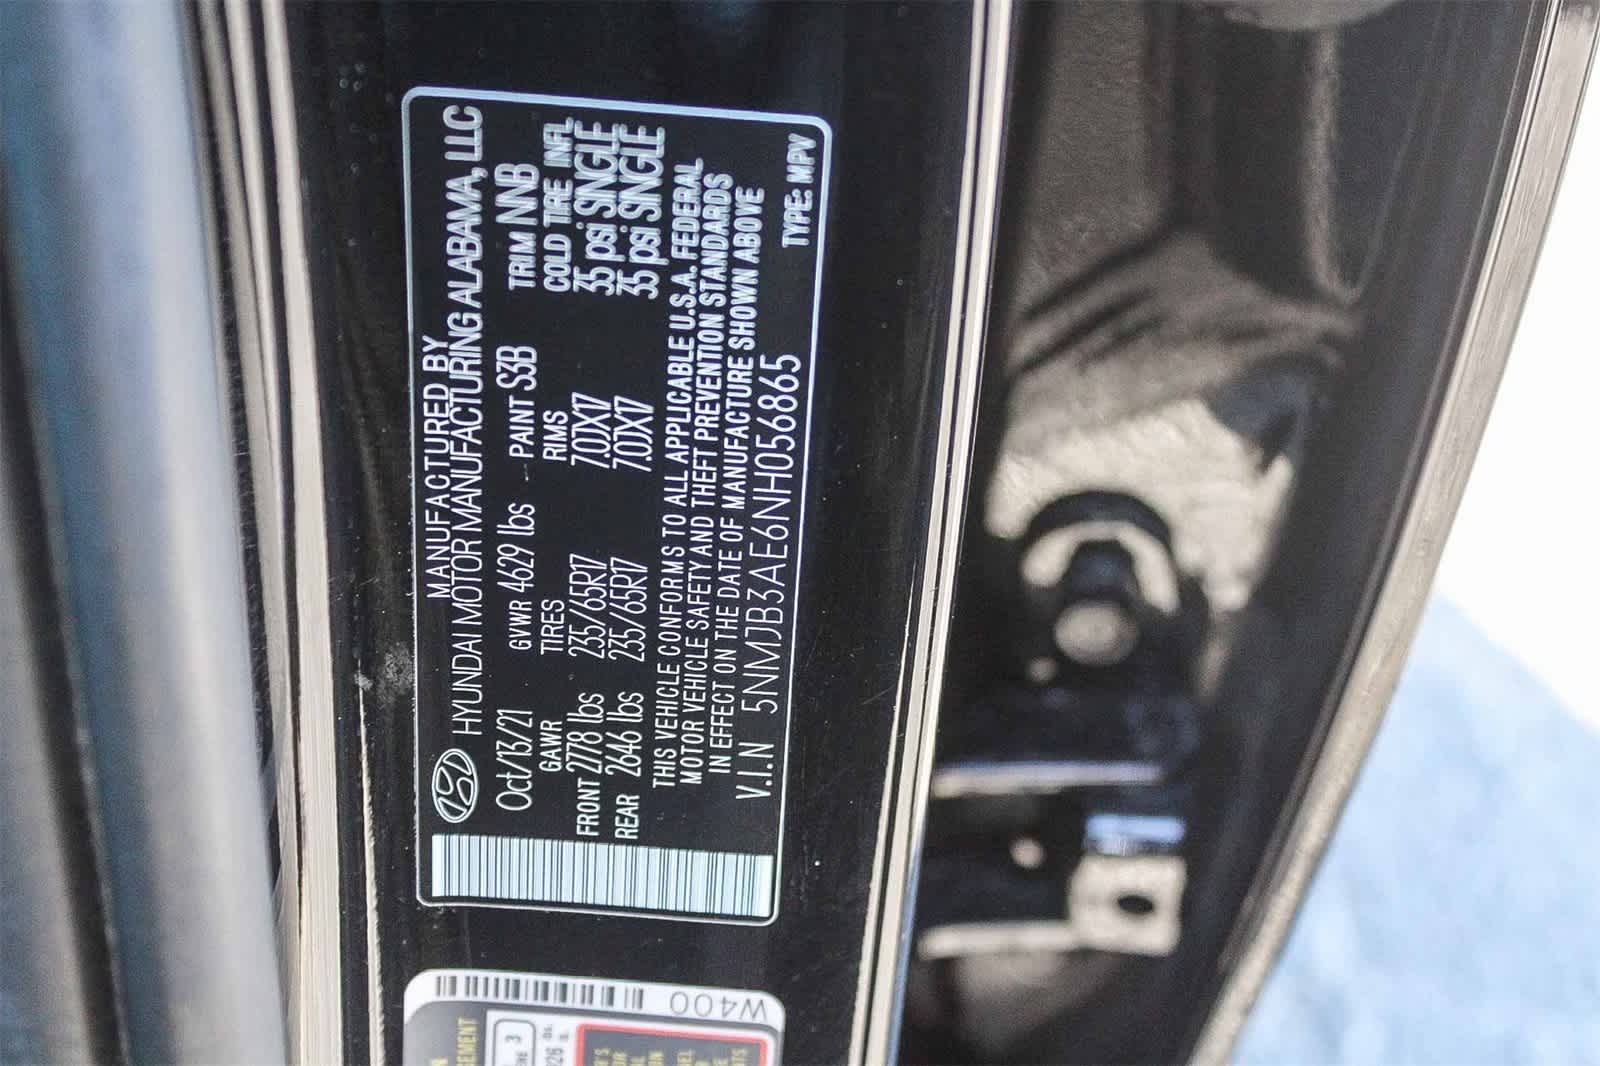 MANUFACTURED BY
HYUNDAI MOTOR MANUFACTURING ALABAMA, LLC
Oct/13/21 GVWR 4629 lbs PAINT S3B TRIM NNB
GAWR TIRES RIMS COLD TIRE INFL
FRONT 2778 lbs 235/65R17 7.0JX17 35 psi SINGLE
REAR 2646 lbs 235/65R17 7.0JX17 35 psi SINGLE
THIS VEHICLE CONFORMS TO ALL APPLICABLE U.S.A. FEDERAL
MOTOR VEHICLE SAFETY AND THEFT PREVENTION STANDARDS
IN EFFECT ON THE DATE OF MANUFACTURE SHOWN ABOVE
V.I.N 5NMJB3AE6NH056865 TYPE: MPV
W400
3